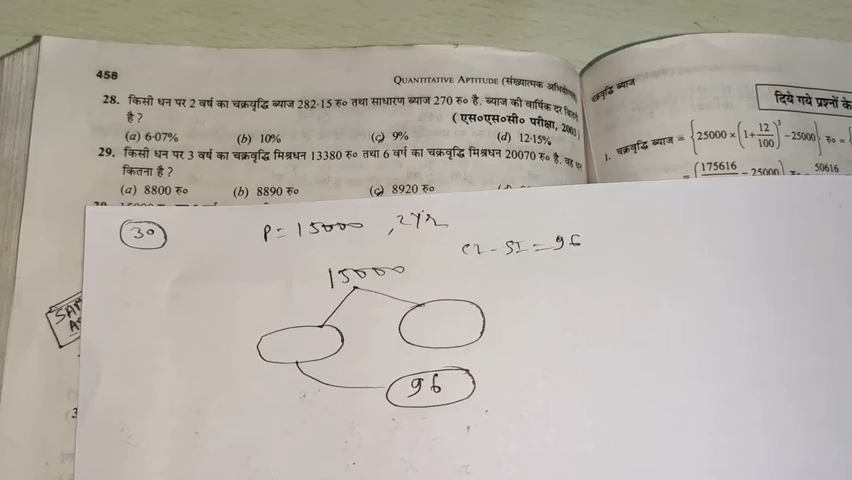 458
QUANTITATIVE APTITUDE (संख्यात्मक
28. किसी धन पर 2 वर्ष का चक्रवृद्धि ब्याज 282·15 रु० तथा साधारण ब्याज 270 रु० है. ब्याज की वार्षिक दर
है ? (एस०एस०सी० परीक्षा, 2003)
(a) 6·07% (b) 10% (c) 9% (d) 12·15%
29. किसी धन पर 3 वर्ष का चक्रवृद्धि मिश्रधन 13380 रु० तथा 6 वर्ष का चक्रवृद्धि मिश्रधन 20070 रु० है. वह धन
कितना है ?
(a) 8800 रु० (b) 8890 रु० (c) 8920 रु०
चक्रवृद्धि ब्याज
दिये गये प्रश्नों के
1. चक्रवृद्धि ब्याज = {25000 × (1 + 12/100)³ − 25000} रु० =
= (175616 − 25000) 50616
30 P = 15000 , 2yr
CI − SI = 96
15000
96